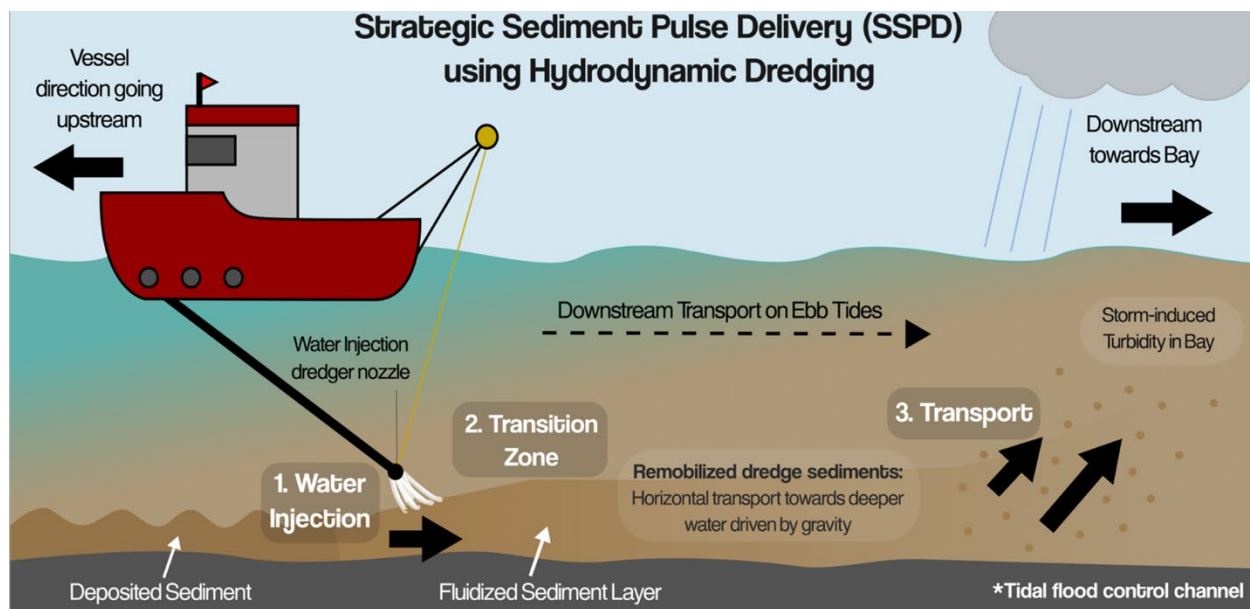 Strategic Sediment Pulse Delivery (SSPD)
using Hydrodynamic Dredging
Vessel
direction going
upstream
Downstream
towards Bay
Downstream Transport on Ebb Tides
Storm-induced
Turbidity in Bay
Water Injection
dredger nozzle
1. Water
Injection
2. Transition
Zone
3. Transport
Remobilized dredge sediments:
Horizontal transport towards deeper
water driven by gravity
Deposited Sediment
Fluidized Sediment Layer
*Tidal flood control channel